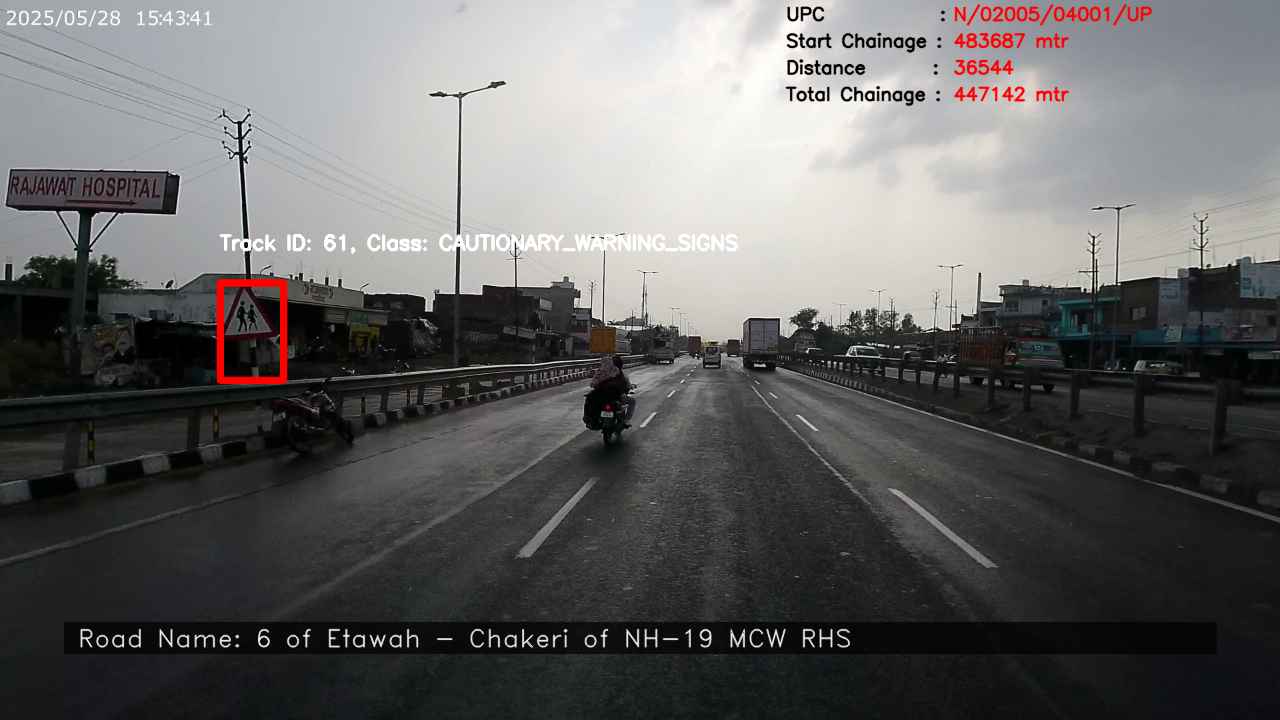 2025/05/28 15:43:41
UPC : N/02005/04001/UP
Start Chainage : 483687 mtr
Distance : 36544
Total Chainage : 447142 mtr
RAJAWAT HOSPITAL
Track ID: 61, Class: CAUTIONARY_WARNING_SIGNS
Road Name: 6 of Etawah - Chakeri of NH-19 MCW RHS